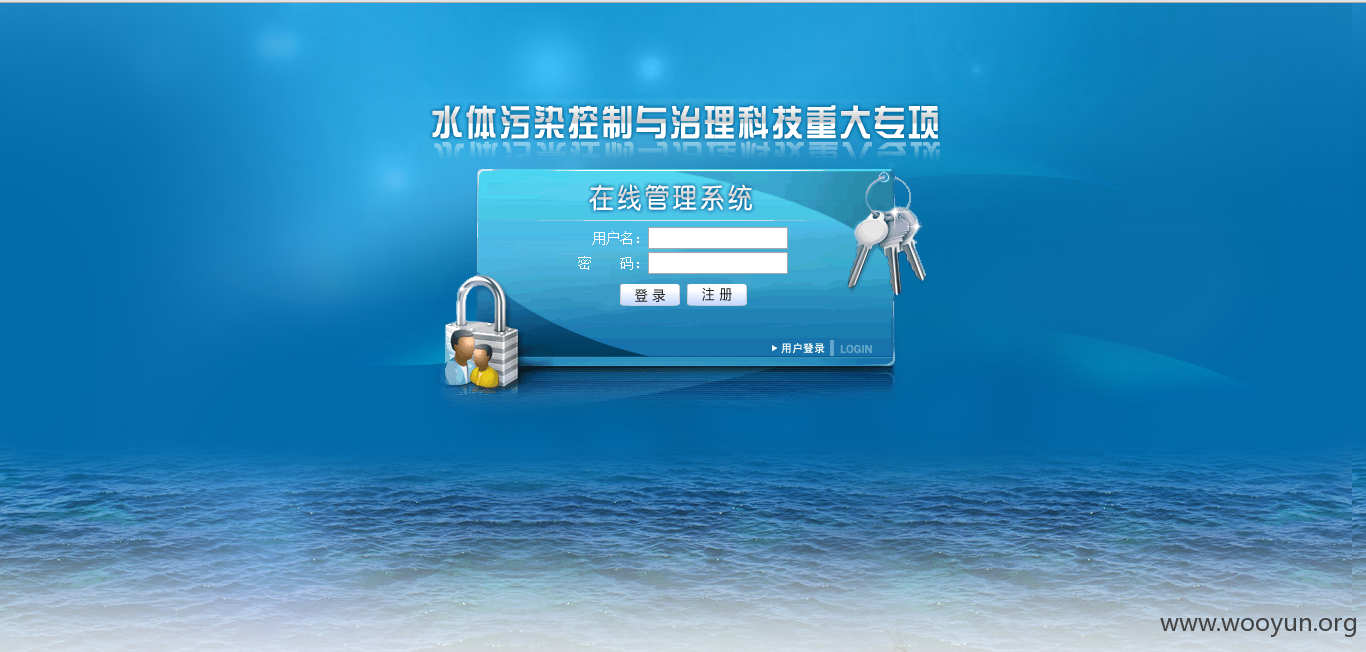 水体污染控制与治理科技重大专项
在线管理系统
用户名：
密 码：
登 录 注 册
用户登录 LOGIN
www.wooyun.org